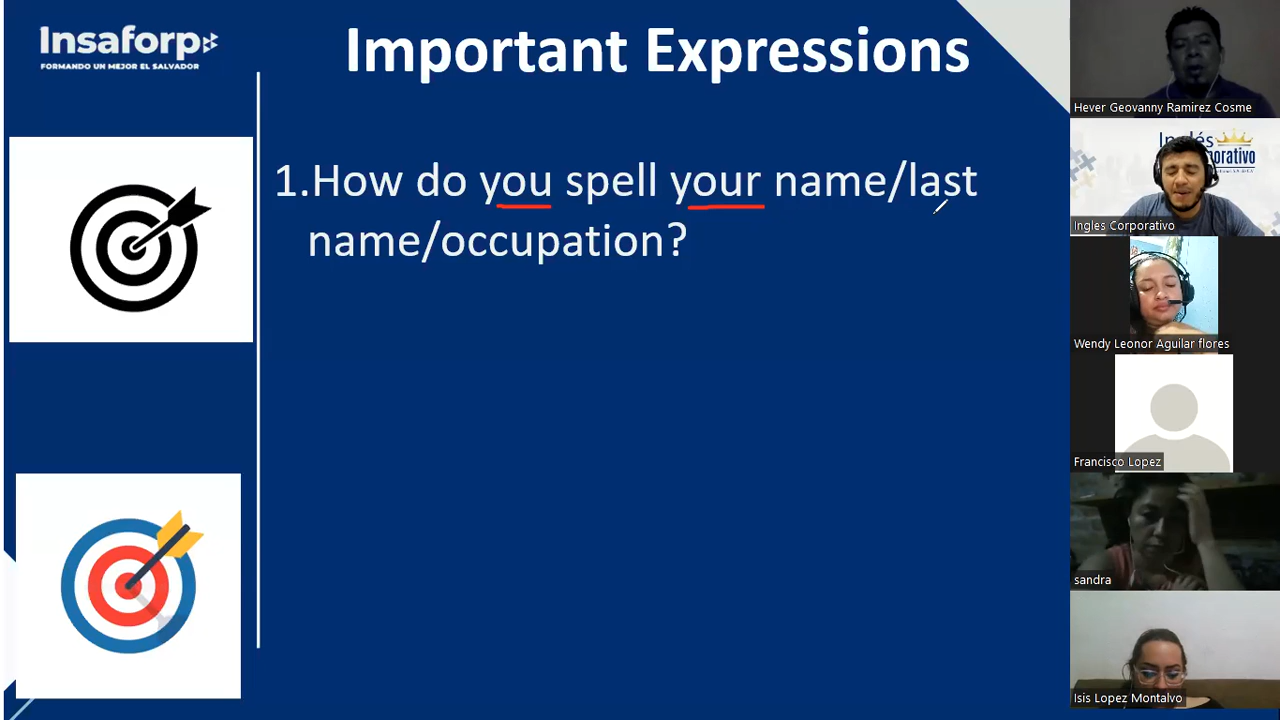 Insaforp
FORMANDO UN MEJOR EL SALVADOR
Important Expressions
1.How do you spell your name/last
name/occupation?
Hever Geovanny Ramirez Cosme
Inglés
orporativo
Ingles Corporativo
Wendy Leonor Aguilar flores
Francisco Lopez
sandra
Isis Lopez Montalvo